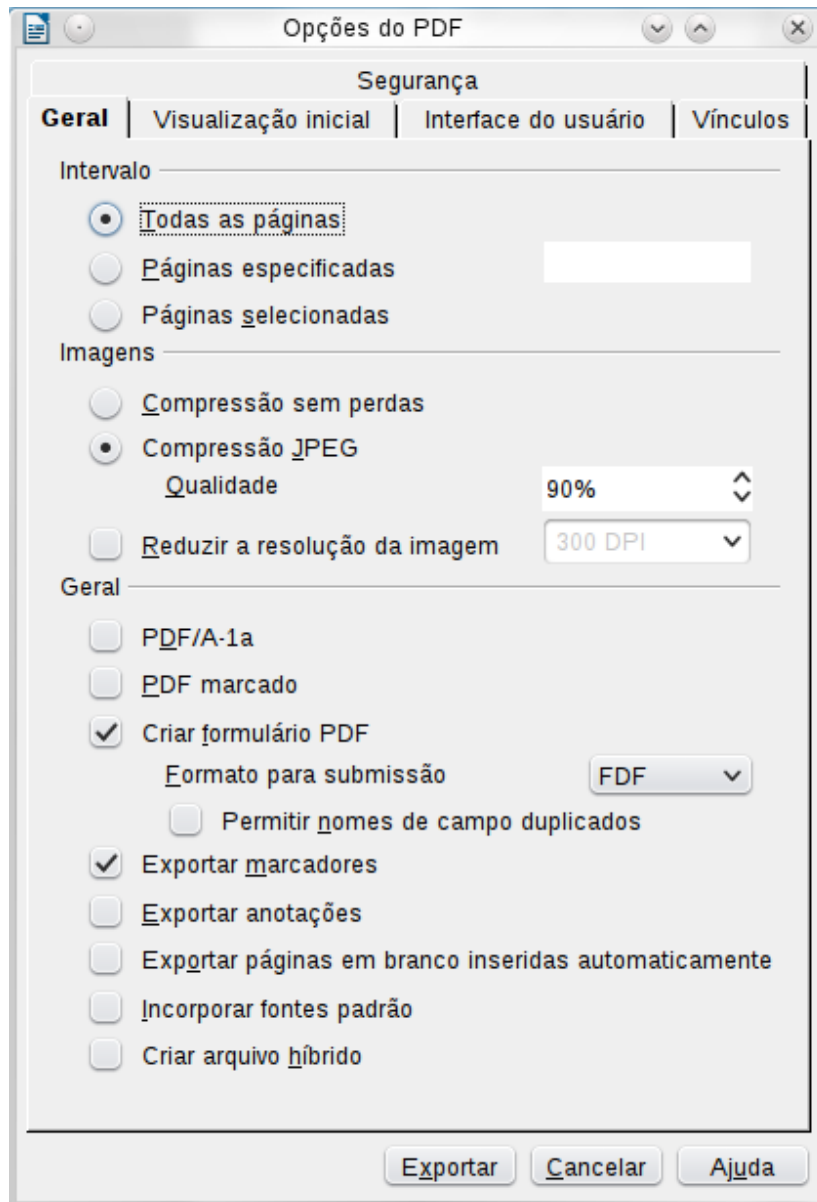 Opções do PDF
Segurança
Geral
Visualização inicial
Interface do usuário
Vínculos
Intervalo
Todas as páginas
Páginas especificadas
Páginas selecionadas
Imagens
Compressão sem perdas
Compressão JPEG
Qualidade 90%
Reduzir a resolução da imagem 300 DPI
Geral
PDF/A-1a
PDF marcado
Criar formulário PDF
Formato para submissão FDF
Permitir nomes de campo duplicados
Exportar marcadores
Exportar anotações
Exportar páginas em branco inseridas automaticamente
Incorporar fontes padrão
Criar arquivo híbrido
Exportar Cancelar Ajuda